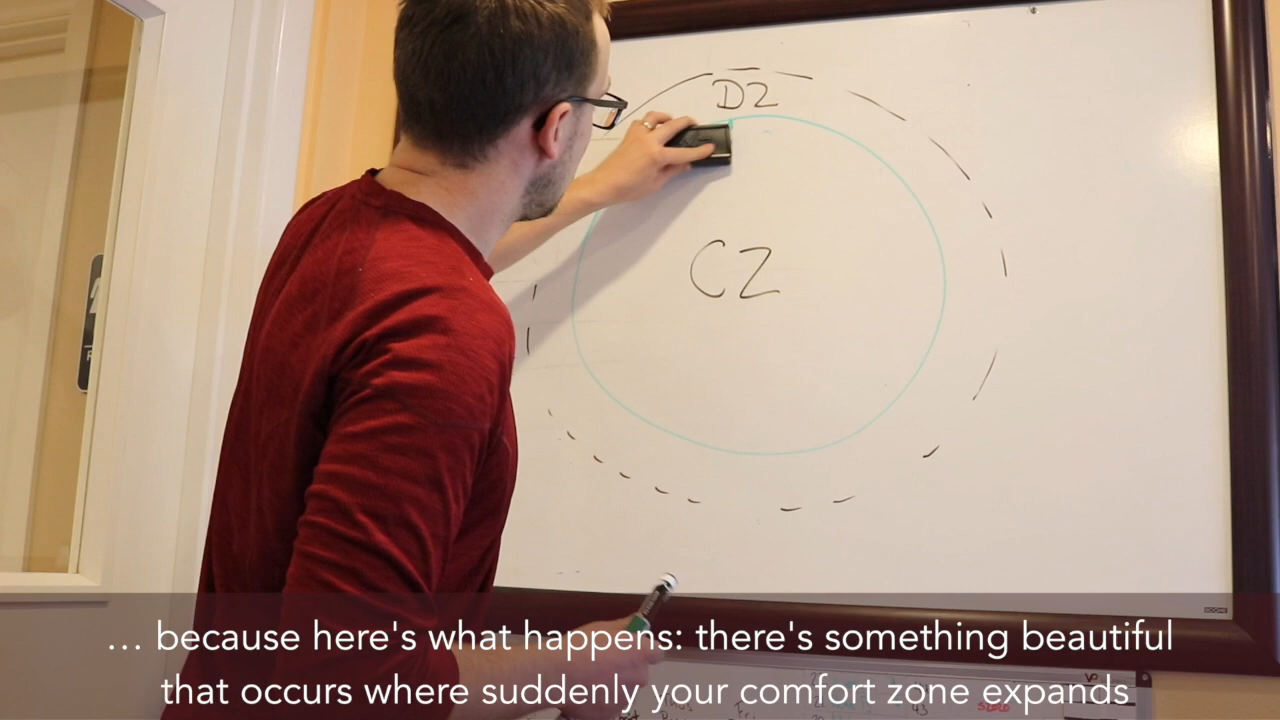 DZ
CZ
… because here's what happens: there's something beautiful
that occurs where suddenly your comfort zone expands